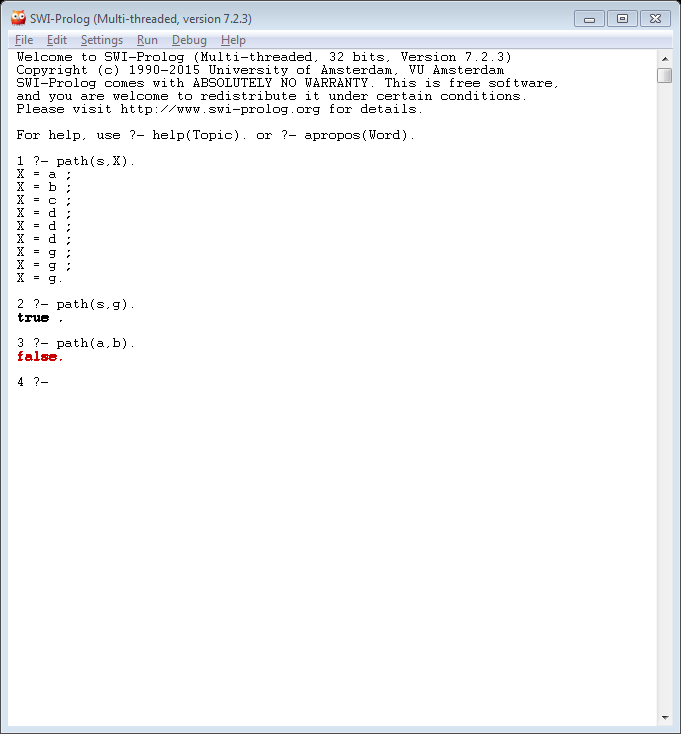 SWI-Prolog (Multi-threaded, version 7.2.3)
File Edit Settings Run Debug Help
Welcome to SWI-Prolog (Multi-threaded, 32 bits, Version 7.2.3)
Copyright (c) 1990-2015 University of Amsterdam, VU Amsterdam
SWI-Prolog comes with ABSOLUTELY NO WARRANTY. This is free software,
and you are welcome to redistribute it under certain conditions.
Please visit http://www.swi-prolog.org for details.
For help, use ?- help(Topic). or ?- apropos(Word).
1 ?- path(s,X).
X = a ;
X = b ;
X = c ;
X = d ;
X = d ;
X = d ;
X = g ;
X = g ;
X = g.
2 ?- path(s,g).
true .
3 ?- path(a,b).
false.
4 ?-